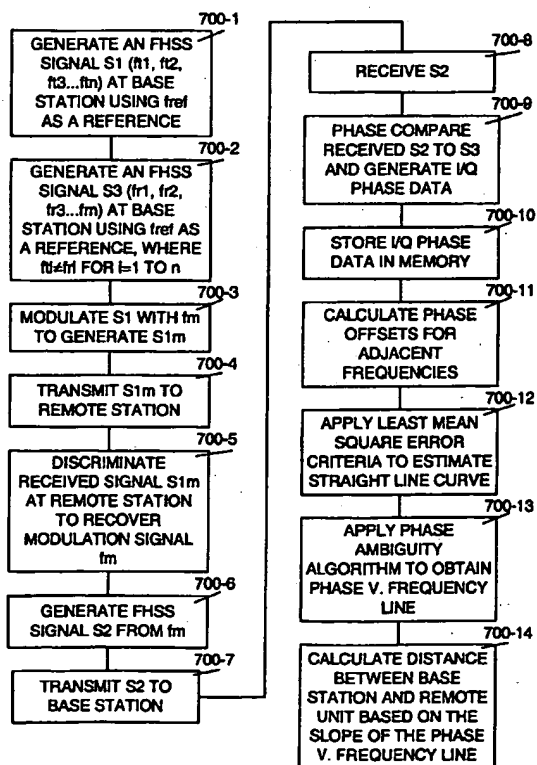 700-1
GENERATE AN FHSS
SIGNAL S1 (ft1, ft2,
ft3...ftn) AT BASE
STATION USING fref
AS A REFERENCE
700-2
GENERATE AN FHSS
SIGNAL S3 (fr1, fr2,
fr3...frn) AT BASE
STATION USING fref AS
A REFERENCE, WHERE
fti≠fri FOR i=1 TO n
700-3
MODULATE S1 WITH fm
TO GENERATE S1m
700-4
TRANSMIT S1m TO
REMOTE STATION
700-5
DISCRIMINATE
RECEIVED SIGNAL S1m
AT REMOTE STATION
TO RECOVER
MODULATION SIGNAL
fm
700-6
GENERATE FHSS
SIGNAL S2 FROM fm
700-7
TRANSMIT S2 TO
BASE STATION
700-8
RECEIVE S2
700-9
PHASE COMPARE
RECEIVED S2 TO S3
AND GENERATE I/Q
PHASE DATA
700-10
STORE I/Q PHASE
DATA IN MEMORY
700-11
CALCULATE PHASE
OFFSETS FOR
ADJACENT
FREQUENCIES
700-12
APPLY LEAST MEAN
SQUARE ERROR
CRITERIA TO ESTIMATE
STRAIGHT LINE CURVE
700-13
APPLY PHASE
AMBIGUITY
ALGORITHM TO OBTAIN
PHASE V. FREQUENCY
LINE
700-14
CALCULATE DISTANCE
BETWEEN BASE
STATION AND REMOTE
UNIT BASED ON THE
SLOPE OF THE PHASE
V. FREQUENCY LINE